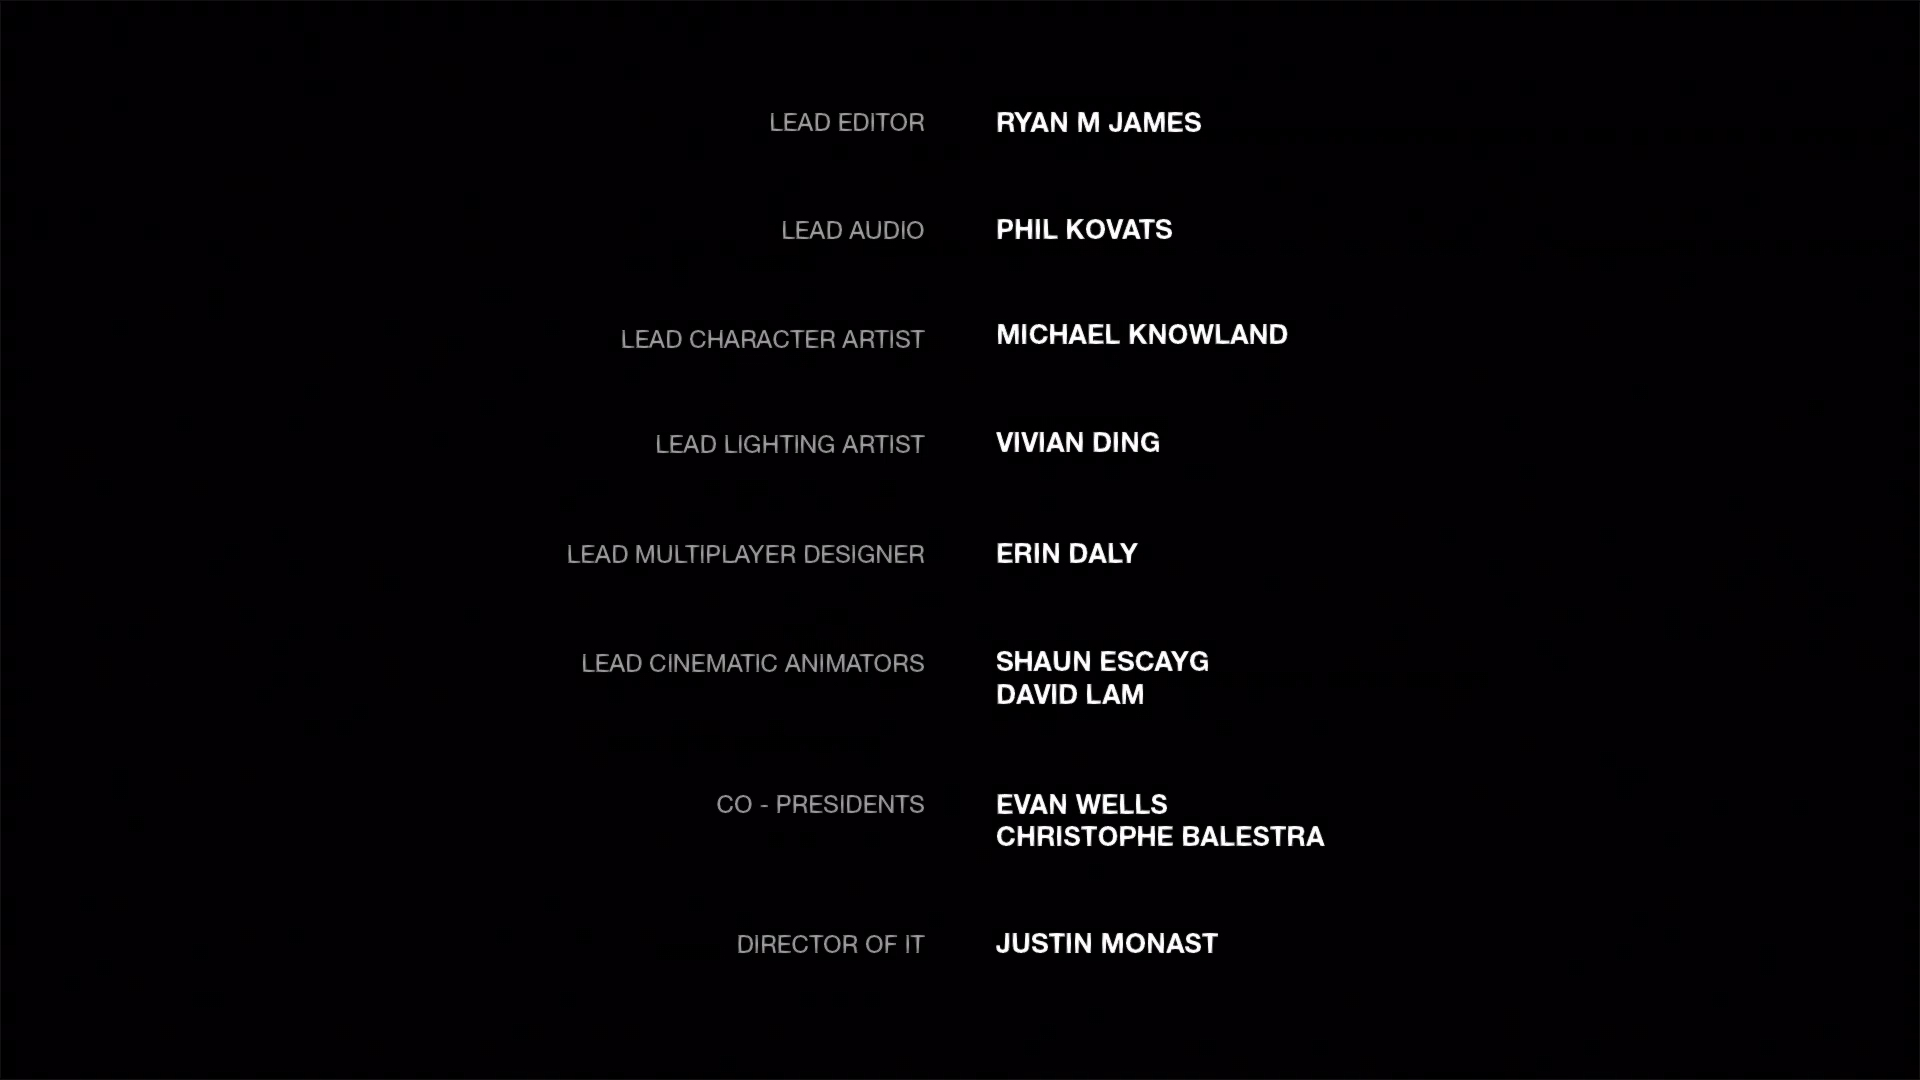 LEAD EDITOR RYAN M JAMES
LEAD AUDIO PHIL KOVATS
LEAD CHARACTER ARTIST MICHAEL KNOWLAND
LEAD LIGHTING ARTIST VIVIAN DING
LEAD MULTIPLAYER DESIGNER ERIN DALY
LEAD CINEMATIC ANIMATORS SHAUN ESCAYG
DAVID LAM
CO - PRESIDENTS EVAN WELLS
CHRISTOPHE BALESTRA
DIRECTOR OF IT JUSTIN MONAST